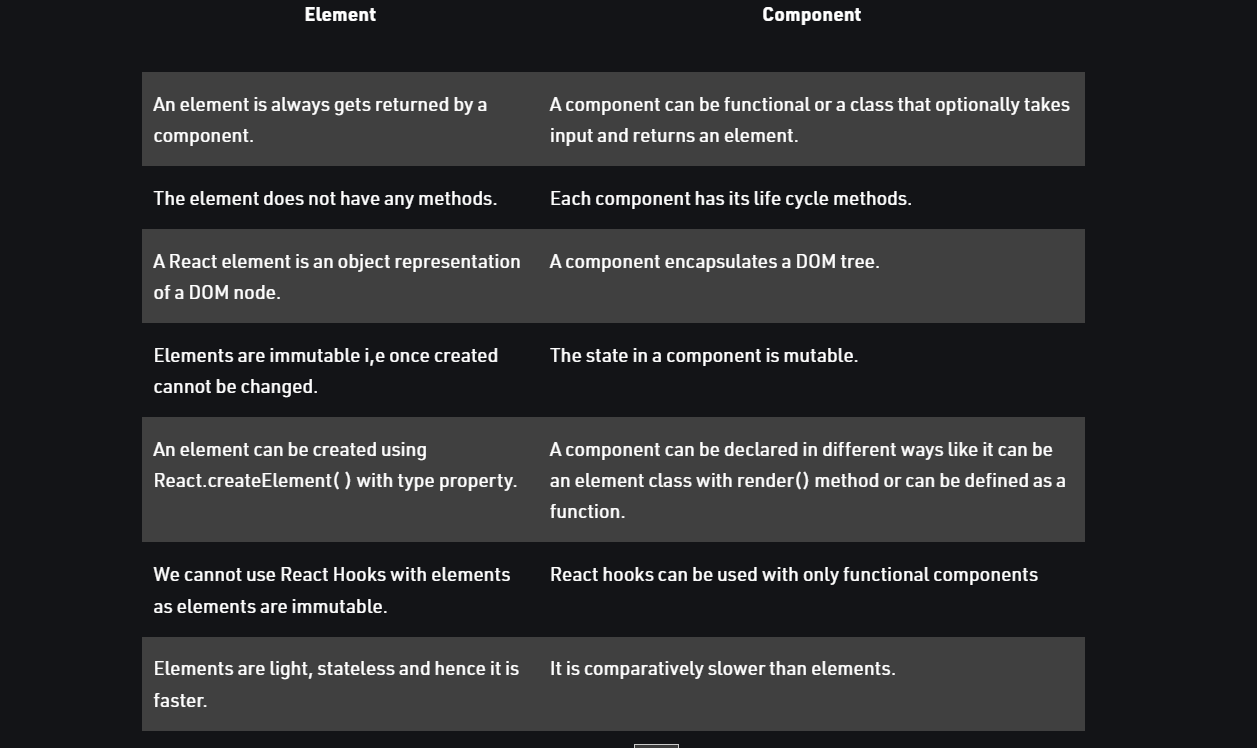 Element
Component
An element is always gets returned by a
component.
A component can be functional or a class that optionally takes
input and returns an element.
The element does not have any methods.
Each component has its life cycle methods.
A React element is an object representation
of a DOM node.
A component encapsulates a DOM tree.
Elements are immutable i,e once created
cannot be changed.
The state in a component is mutable.
An element can be created using
React.createElement( ) with type property.
A component can be declared in different ways like it can be
an element class with render() method or can be defined as a
function.
We cannot use React Hooks with elements
as elements are immutable.
React hooks can be used with only functional components
Elements are light, stateless and hence it is
faster.
It is comparatively slower than elements.